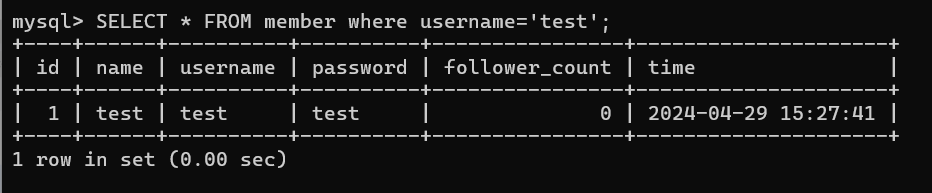 mysql> SELECT * FROM member where username='test';
+----+------+----------+----------+----------------+---------------------+
| id | name | username | password | follower_count | time                |
+----+------+----------+----------+----------------+---------------------+
|  1 | test | test     | test     |              0 | 2024-04-29 15:27:41 |
+----+------+----------+----------+----------------+---------------------+
1 row in set (0.00 sec)